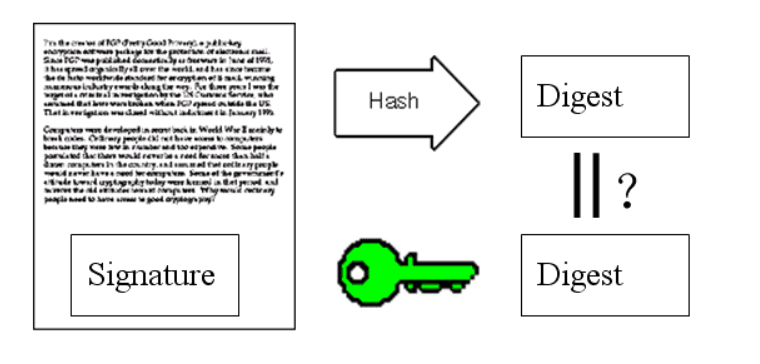 I'm the creator of PGP (Pretty Good Privacy), a public-key
encryption software package for the protection of electronic mail.
Since PGP was published domestically as freeware in June of 1991,
it has spread organically all over the world, and has since become
the de facto worldwide standard for encryption of E-mail, winning
numerous industry awards along the way. For three years I was the
target of a criminal investigation by the US Customs Service, who
assumed that laws were broken when PGP spread outside the US.
That investigation was closed without indictment in January 1996.
Computers were developed in secret back in World War II mainly to
break codes. Ordinary people did not have access to computers,
because they were few in number and too expensive. Some people
postulated that there would never be a need for more than half a
dozen computers in the country, and assumed that ordinary people
would never have a need for computers. Some of the government's
attitude toward cryptography today were formed in that period, and
mirrors the old attitudes toward computers. Why would ordinary
people need to have access to good cryptography?
Hash
Digest
?
Signature
Digest